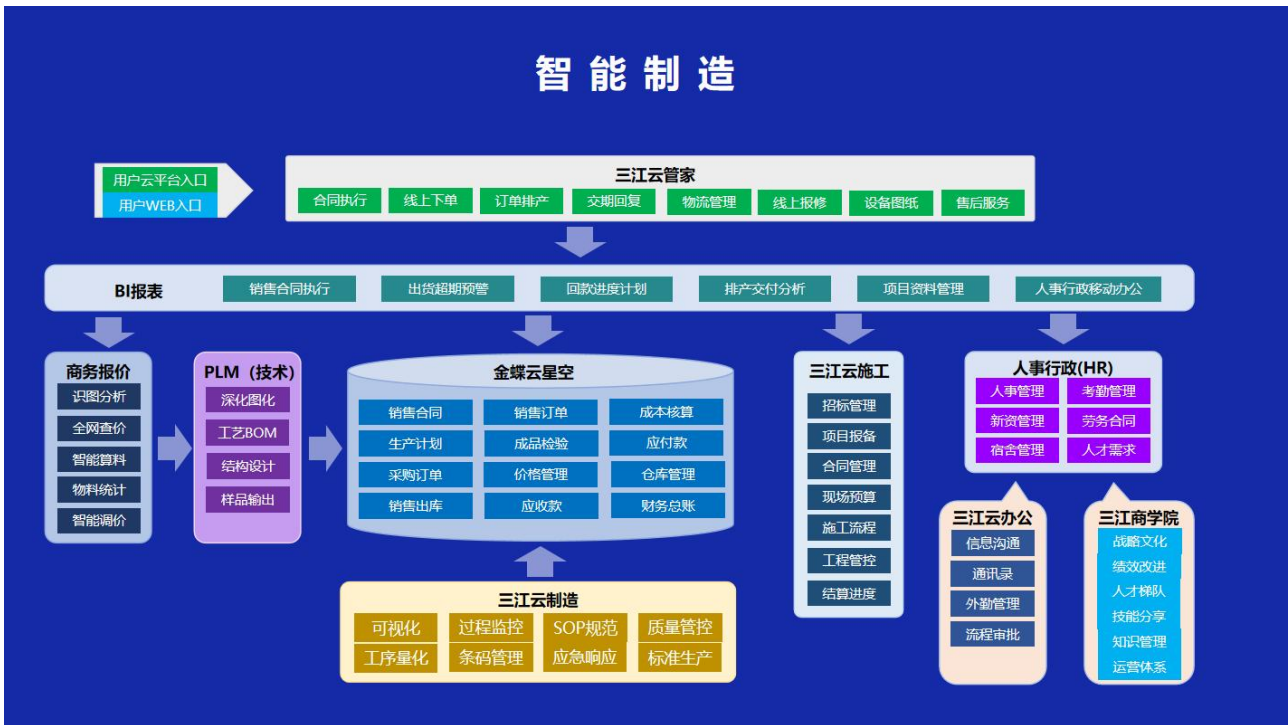 智能制造
用户云平台入口
用户WEB入口
三江云管家
合同执行 线上下单 订单排产 交期回复 物流管理 线上报修 设备图纸 售后服务
BI报表 销售合同执行 出货超期预警 回款进度计划 排产交付分析 项目资料管理 人事行政移动办公
商务报价
识图分析
全网查价
智能算料
物料统计
智能调价
PLM（技术）
深化图化
工艺BOM
结构设计
样品输出
金蝶云星空
销售合同 销售订单 成本核算
生产计划 成品检验 应付款
采购订单 价格管理 仓库管理
销售出库 应收款 财务总账
三江云制造
可视化 过程监控 SOP规范 质量管控
工序量化 条码管理 应急响应 标准生产
三江云施工
招标管理
项目报备
合同管理
现场预算
施工流程
工程管控
结算进度
人事行政(HR)
人事管理 考勤管理
新资管理 劳务合同
宿舍管理 人才需求
三江云办公
信息沟通
通讯录
外勤管理
流程审批
三江商学院
战略文化
绩效改进
人才梯队
技能分享
知识管理
运营体系